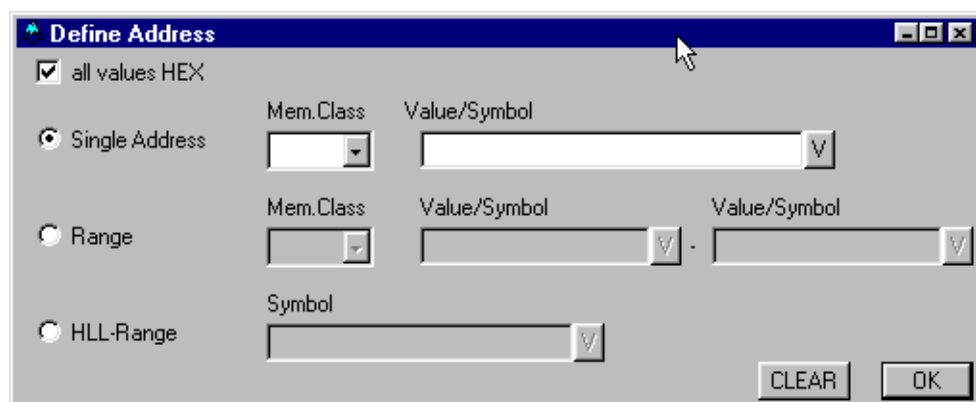 Define Address
all values HEX
Mem.Class Value/Symbol
Single Address V
Mem.Class Value/Symbol Value/Symbol
Range V - V
Symbol
HLL-Range V
CLEAR OK